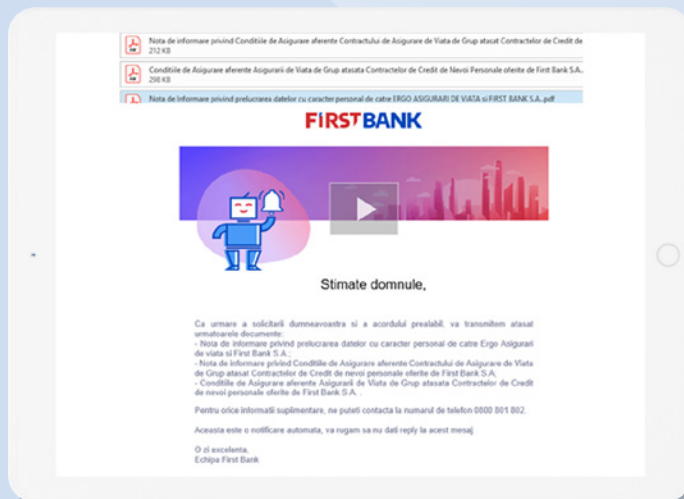 Nota de informare privind Conditiile de Asigurare aferente Contractului de Asigurare de Viata de Grup atasat Contractelor de Credit de
212 KB
Conditiile de Asigurare aferente Asigurarii de Viata de Grup atasata Contractelor de Credit de Nevoi Personale oferite de First Bank S.A..
298 KB
Nota de Informare privind prelucrarea datelor cu caracter personal de catre ERGO ASIGURARI DE VIATA si FIRST BANK S.A..pdf
FIRSTBANK
Stimate domnule,
Ca urmare a solicitarii dumneavoastra si a acordului prealabil, va transmitem atasat
urmatoarele documente:
- Nota de informare privind prelucrarea datelor cu caracter personal de catre Ergo Asigurari
de viata si First Bank S.A.;
- Nota de informare privind Conditiile de Asigurare aferente Contractului de Asigurare de Viata
de Grup atasat Contractelor de Credit de nevoi personale oferite de First Bank S.A;
- Conditiile de Asigurare aferente Asigurarii de Viata de Grup atasata Contractelor de Credit
de nevoi personale oferite de First Bank S.A. .
Pentru orice informatii suplimentare, ne puteti contacta la numarul de telefon 0800 801 802.
Aceasta este o notificare automata, va rugam sa nu dati reply la acest mesaj
O zi excelenta,
Echipa First Bank